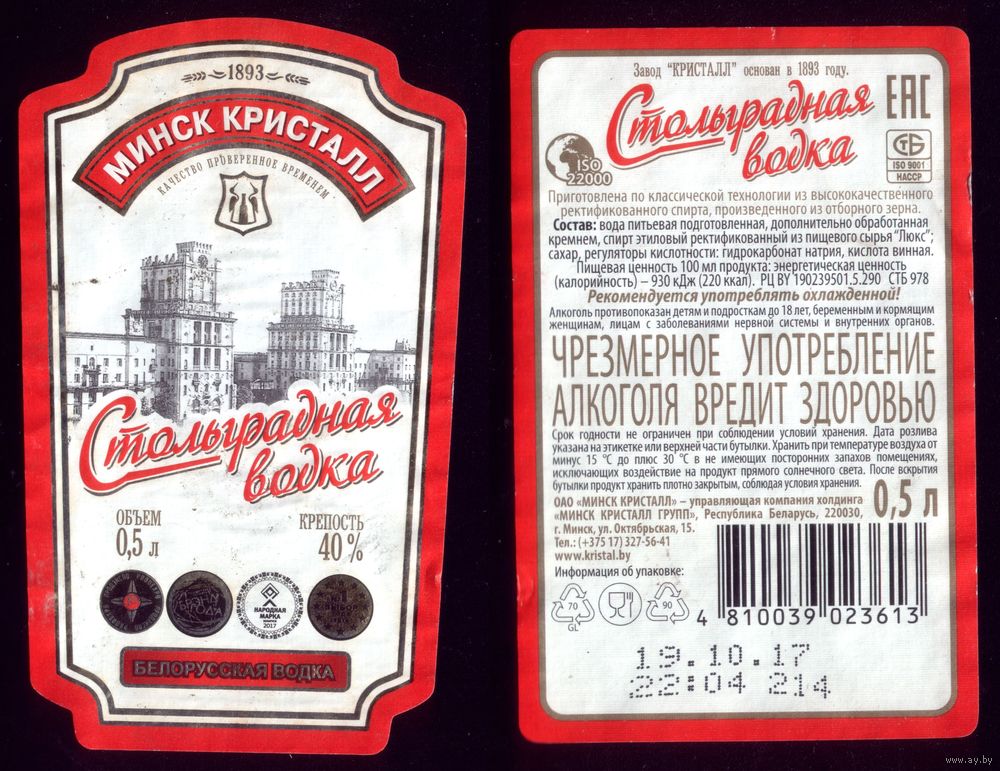 1893
МИНСК КРИСТАЛЛ
КАЧЕСТВО ПРОВЕРЕННОЕ ВРЕМЕНЕМ
Стольградная
водка
ОБЪЕМ
0,5 л
КРЕПОСТЬ
40 %
НАРОДНАЯ
МАРКА
2017
БЕЛОРУССКАЯ ВОДКА
Завод "КРИСТАЛЛ" основан в 1893 году.
Стольградная
водка
EAC
ISO
22000
СТБ
ISO 9001
НАССР
Приготовлена по классической технологии из высококачественного
ректификованного спирта, произведенного из отборного зерна.
Состав: вода питьевая подготовленная, дополнительно обработанная
кремнем, спирт этиловый ректификованный из пищевого сырья "Люкс";
сахар, регуляторы кислотности: гидрокарбонат натрия, кислота винная.
Пищевая ценность 100 мл продукта: энергетическая ценность
(калорийность) – 930 кДж (220 ккал). РЦ BY 190239501.5.290 СТБ 978
Рекомендуется употреблять охлажденной!
Алкоголь противопоказан детям и подросткам до 18 лет, беременным и кормящим
женщинам, лицам с заболеваниями нервной системы и внутренних органов.
ЧРЕЗМЕРНОЕ УПОТРЕБЛЕНИЕ
АЛКОГОЛЯ ВРЕДИТ ЗДОРОВЬЮ
Срок годности не ограничен при соблюдении условий хранения. Дата розлива
указана на этикетке или верхней части бутылки. Хранить при температуре воздуха от
минус 15 °С до плюс 30 °С в не имеющих посторонних запахов помещениях,
исключающих воздействие на продукт прямого солнечного света. После вскрытия
бутылки продукт хранить плотно закрытым, соблюдая условия хранения.
ОАО «МИНСК КРИСТАЛЛ» – управляющая компания холдинга
«МИНСК КРИСТАЛЛ ГРУПП», Республика Беларусь, 220030,
г. Минск, ул. Октябрьская, 15.
Тел.: (+375 17) 327-56-41
www.kristal.by
0,5 л
Информация об упаковке:
70
GL
90
4 810039 023613
19.10.17
22:04 214
www.ay.by